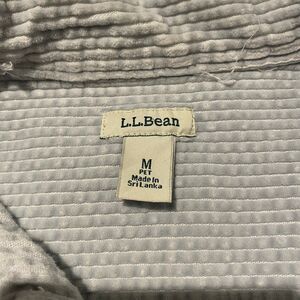 L.L.Bean
M
PET
Made In
Sri Lanka